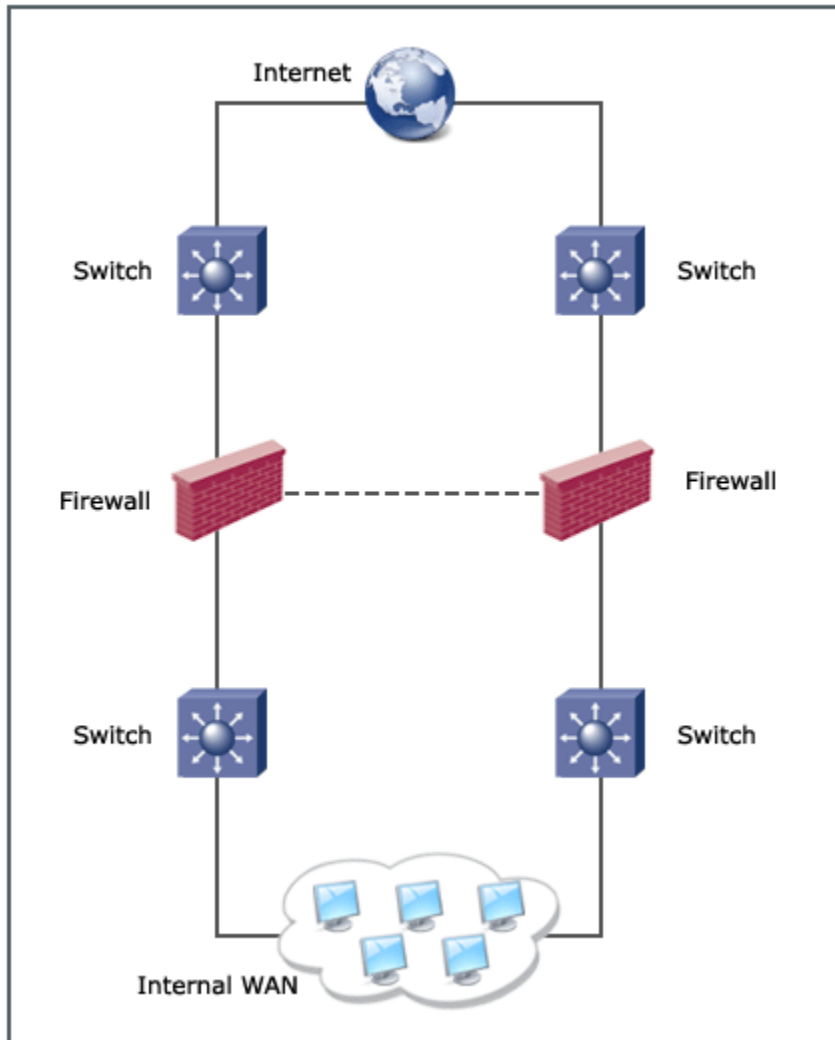 Internet
Switch
Switch
Firewall
Firewall
Switch
Switch
Internal WAN